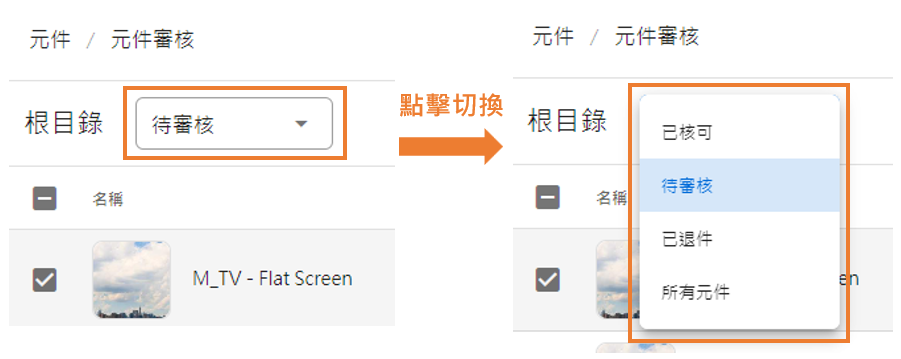 元件 / 元件審核
根目錄 待審核
名稱
M_TV - Flat Screen
點擊切換
元件 / 元件審核
根目錄
已核可
待審核
名稱
已退件
所有元件
en